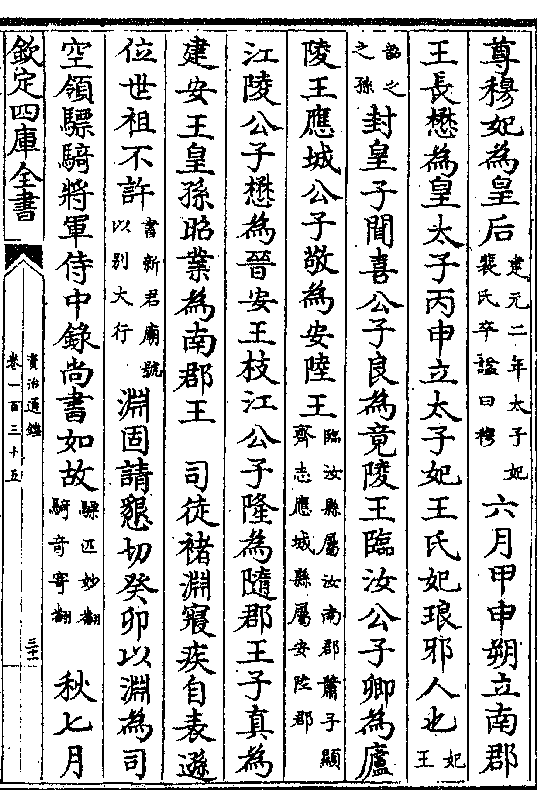 尊穆妃為皇后建元二年太子妃裴氏卒諡曰穆六月甲申朔立南郡
王長懋為皇太子丙申立太子妃王氏妃琅邪人也妃王
韶之之孫封皇子聞喜公子良為竟陵王臨汝公子卿為廬
陵王應城公子敬為安陸王臨汝縣屬汝南郡蕭子顯齊志應城縣屬安陸郡
江陵公子懋為晉安王枝江公子隆為隨郡王子真為
建安王皇孫昭業為南郡王　司徒褚淵寢疾自表遜
位世祖不許書新君廟號以别大行淵固請懇切癸卯以淵為司
空領驃騎將軍侍中錄尚書如故驃匹妙翻騎竒寄翻　秋七月
欽定四庫全書
資治通鑑
卷一百三十五
三十一